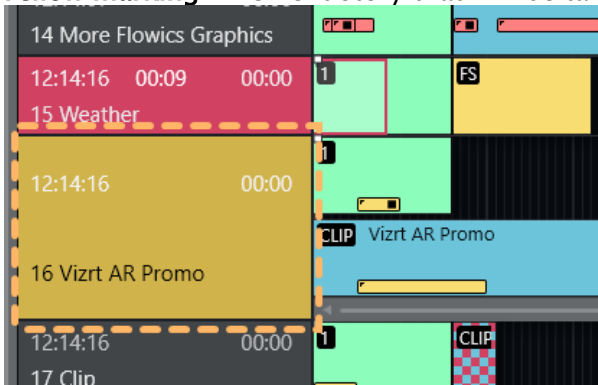 14 More Flowics Graphics
12:14:16 00:09 00:00 1 FS
15 Weather
1
12:14:16 00:00
CLIP Vizrt AR Promo
16 Vizrt AR Promo
12:14:16 00:00 1 CLIP
17 Clip